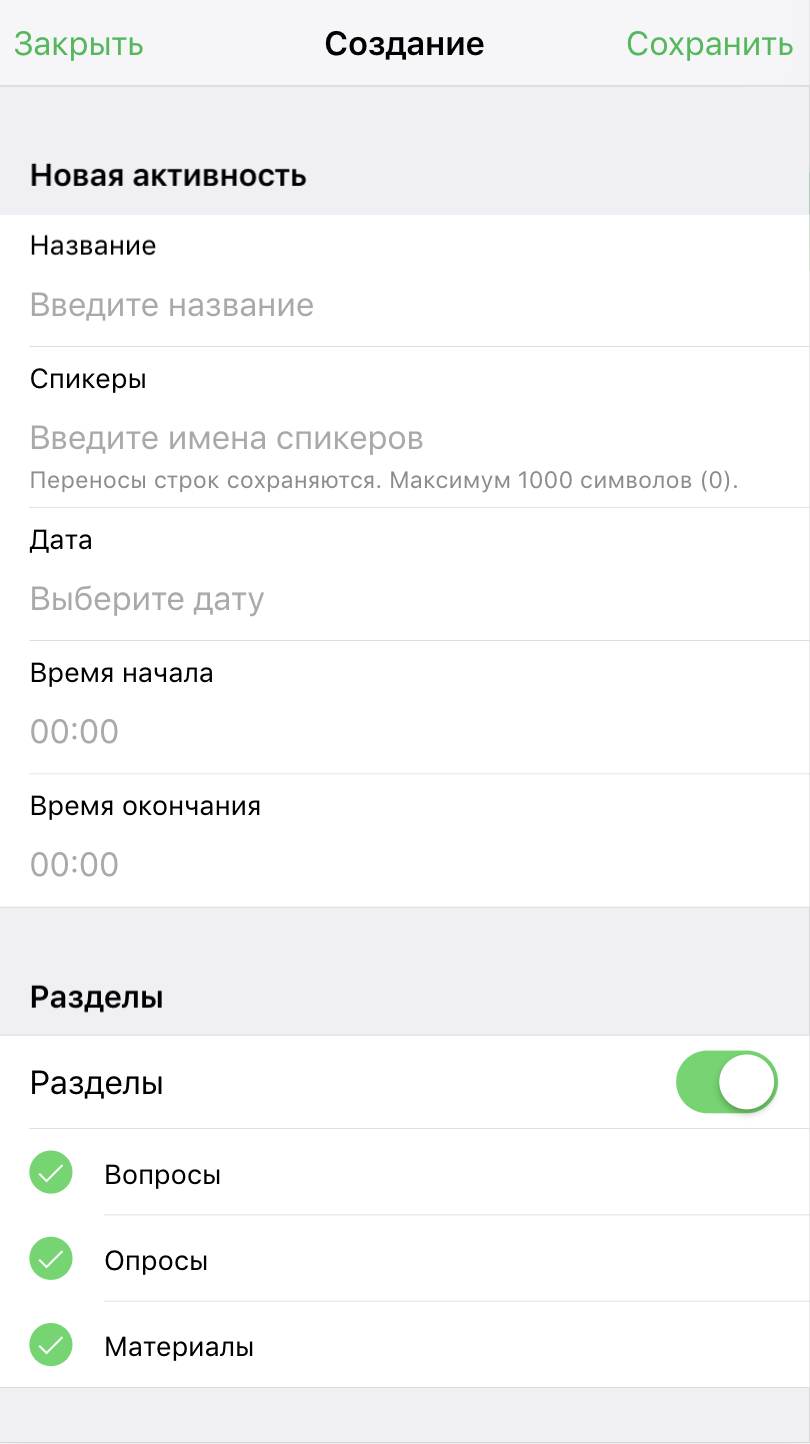 Закрыть Создание Сохранить
Новая активность
Название
Введите название
Спикеры
Введите имена спикеров
Переносы строк сохраняются. Максимум 1000 символов (0).
Дата
Выберите дату
Время начала
00:00
Время окончания
00:00
Разделы
Разделы
Вопросы
Опросы
Материалы